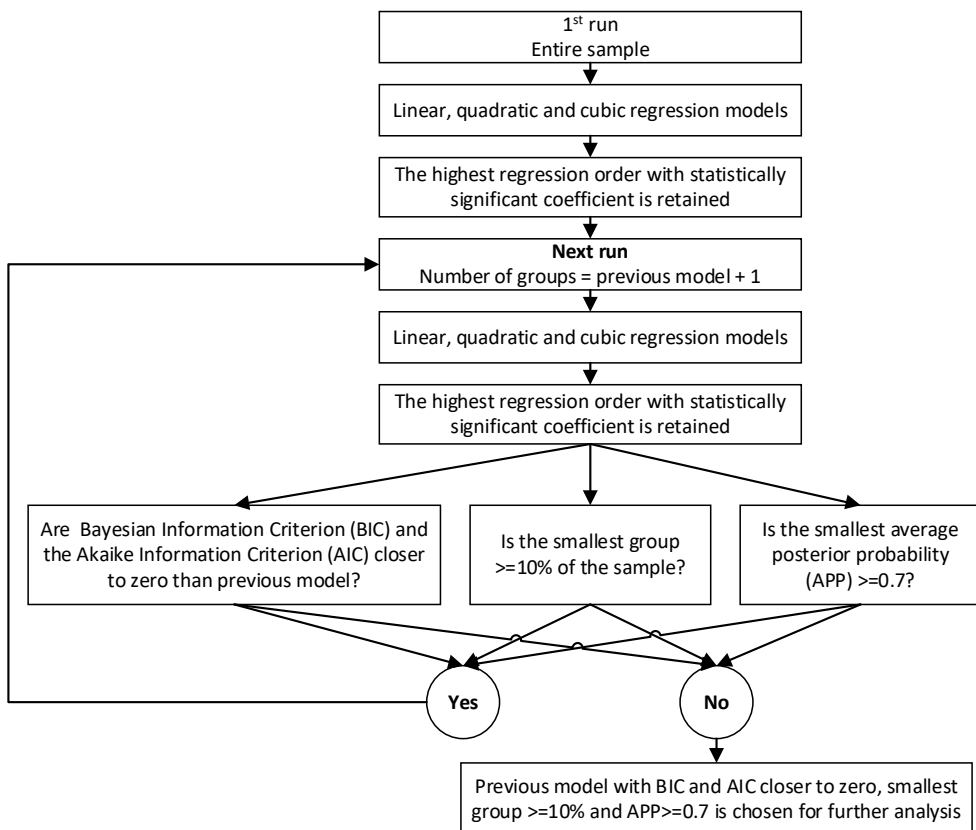 1st run
Entire sample
Linear, quadratic and cubic regression models
The highest regression order with statistically
significant coefficient is retained
Next run
Number of groups = previous model + 1
Linear, quadratic and cubic regression models
The highest regression order with statistically
significant coefficient is retained
Are Bayesian Information Criterion (BIC) and
the Akaike Information Criterion (AIC) closer
to zero than previous model?
Is the smallest group
>=10% of the sample?
Is the smallest average
posterior probability
(APP) >=0.7?
Yes
No
Previous model with BIC and AIC closer to zero, smallest
group >=10% and APP>=0.7 is chosen for further analysis